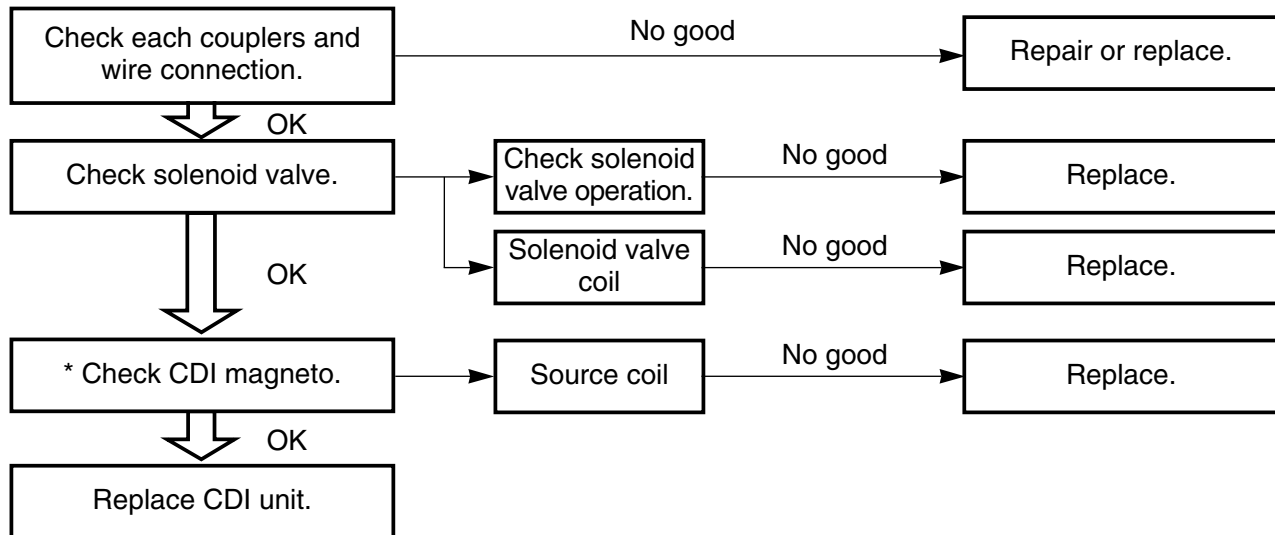 Check each couplers and
wire connection.
No good
Repair or replace.
OK
Check solenoid valve.
Check solenoid
valve operation.
No good
Replace.
Solenoid valve
coil
No good
Replace.
OK
* Check CDI magneto.
Source coil
No good
Replace.
OK
Replace CDI unit.